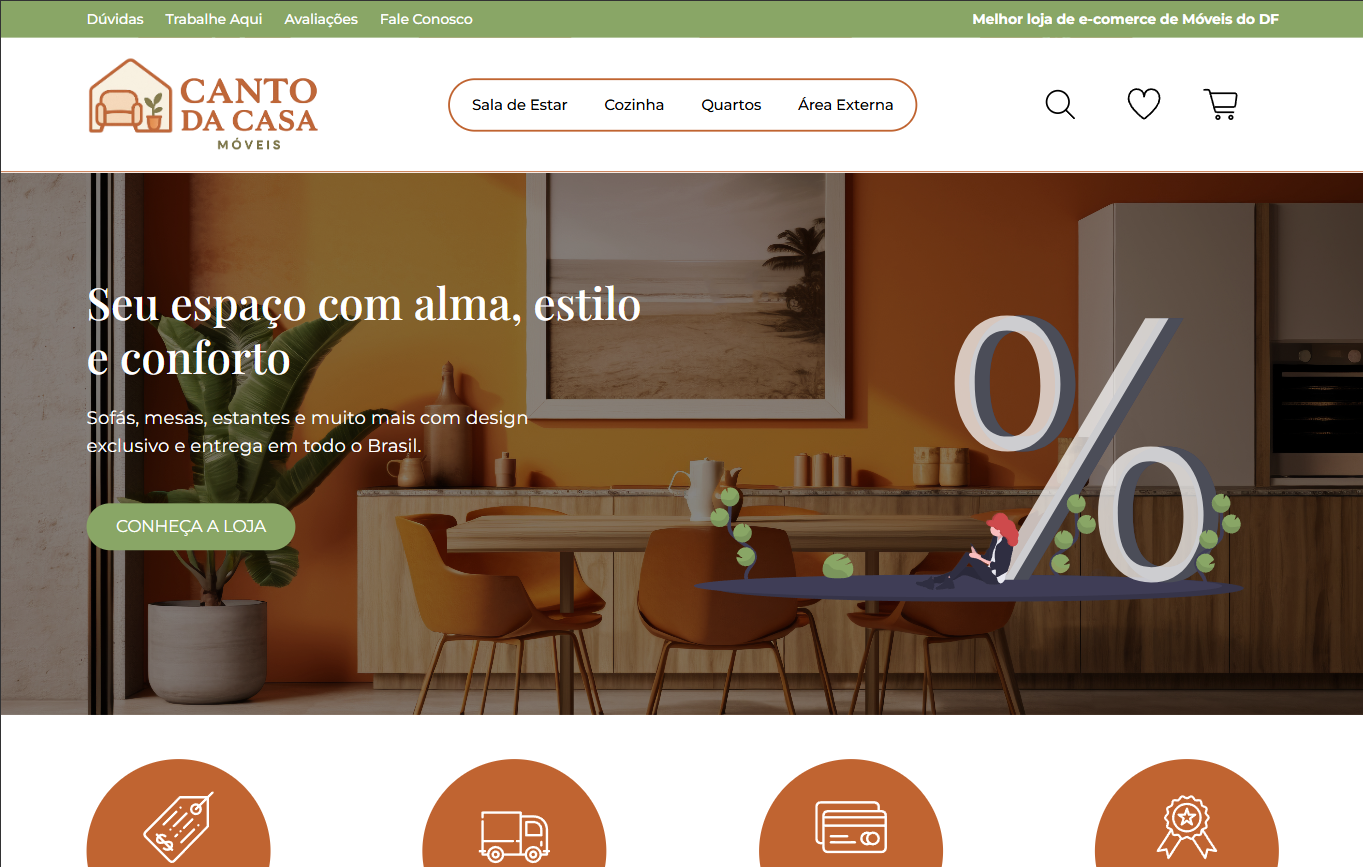 Dúvidas Trabalhe Aqui Avaliações Fale Conosco Melhor loja de e-comerce de Móveis do DF
CANTO
DA CASA
MÓVEIS
Sala de Estar Cozinha Quartos Área Externa
Seu espaço com alma, estilo
e conforto
Sofás, mesas, estantes e muito mais com design
exclusivo e entrega em todo o Brasil.
CONHEÇA A LOJA
%
$